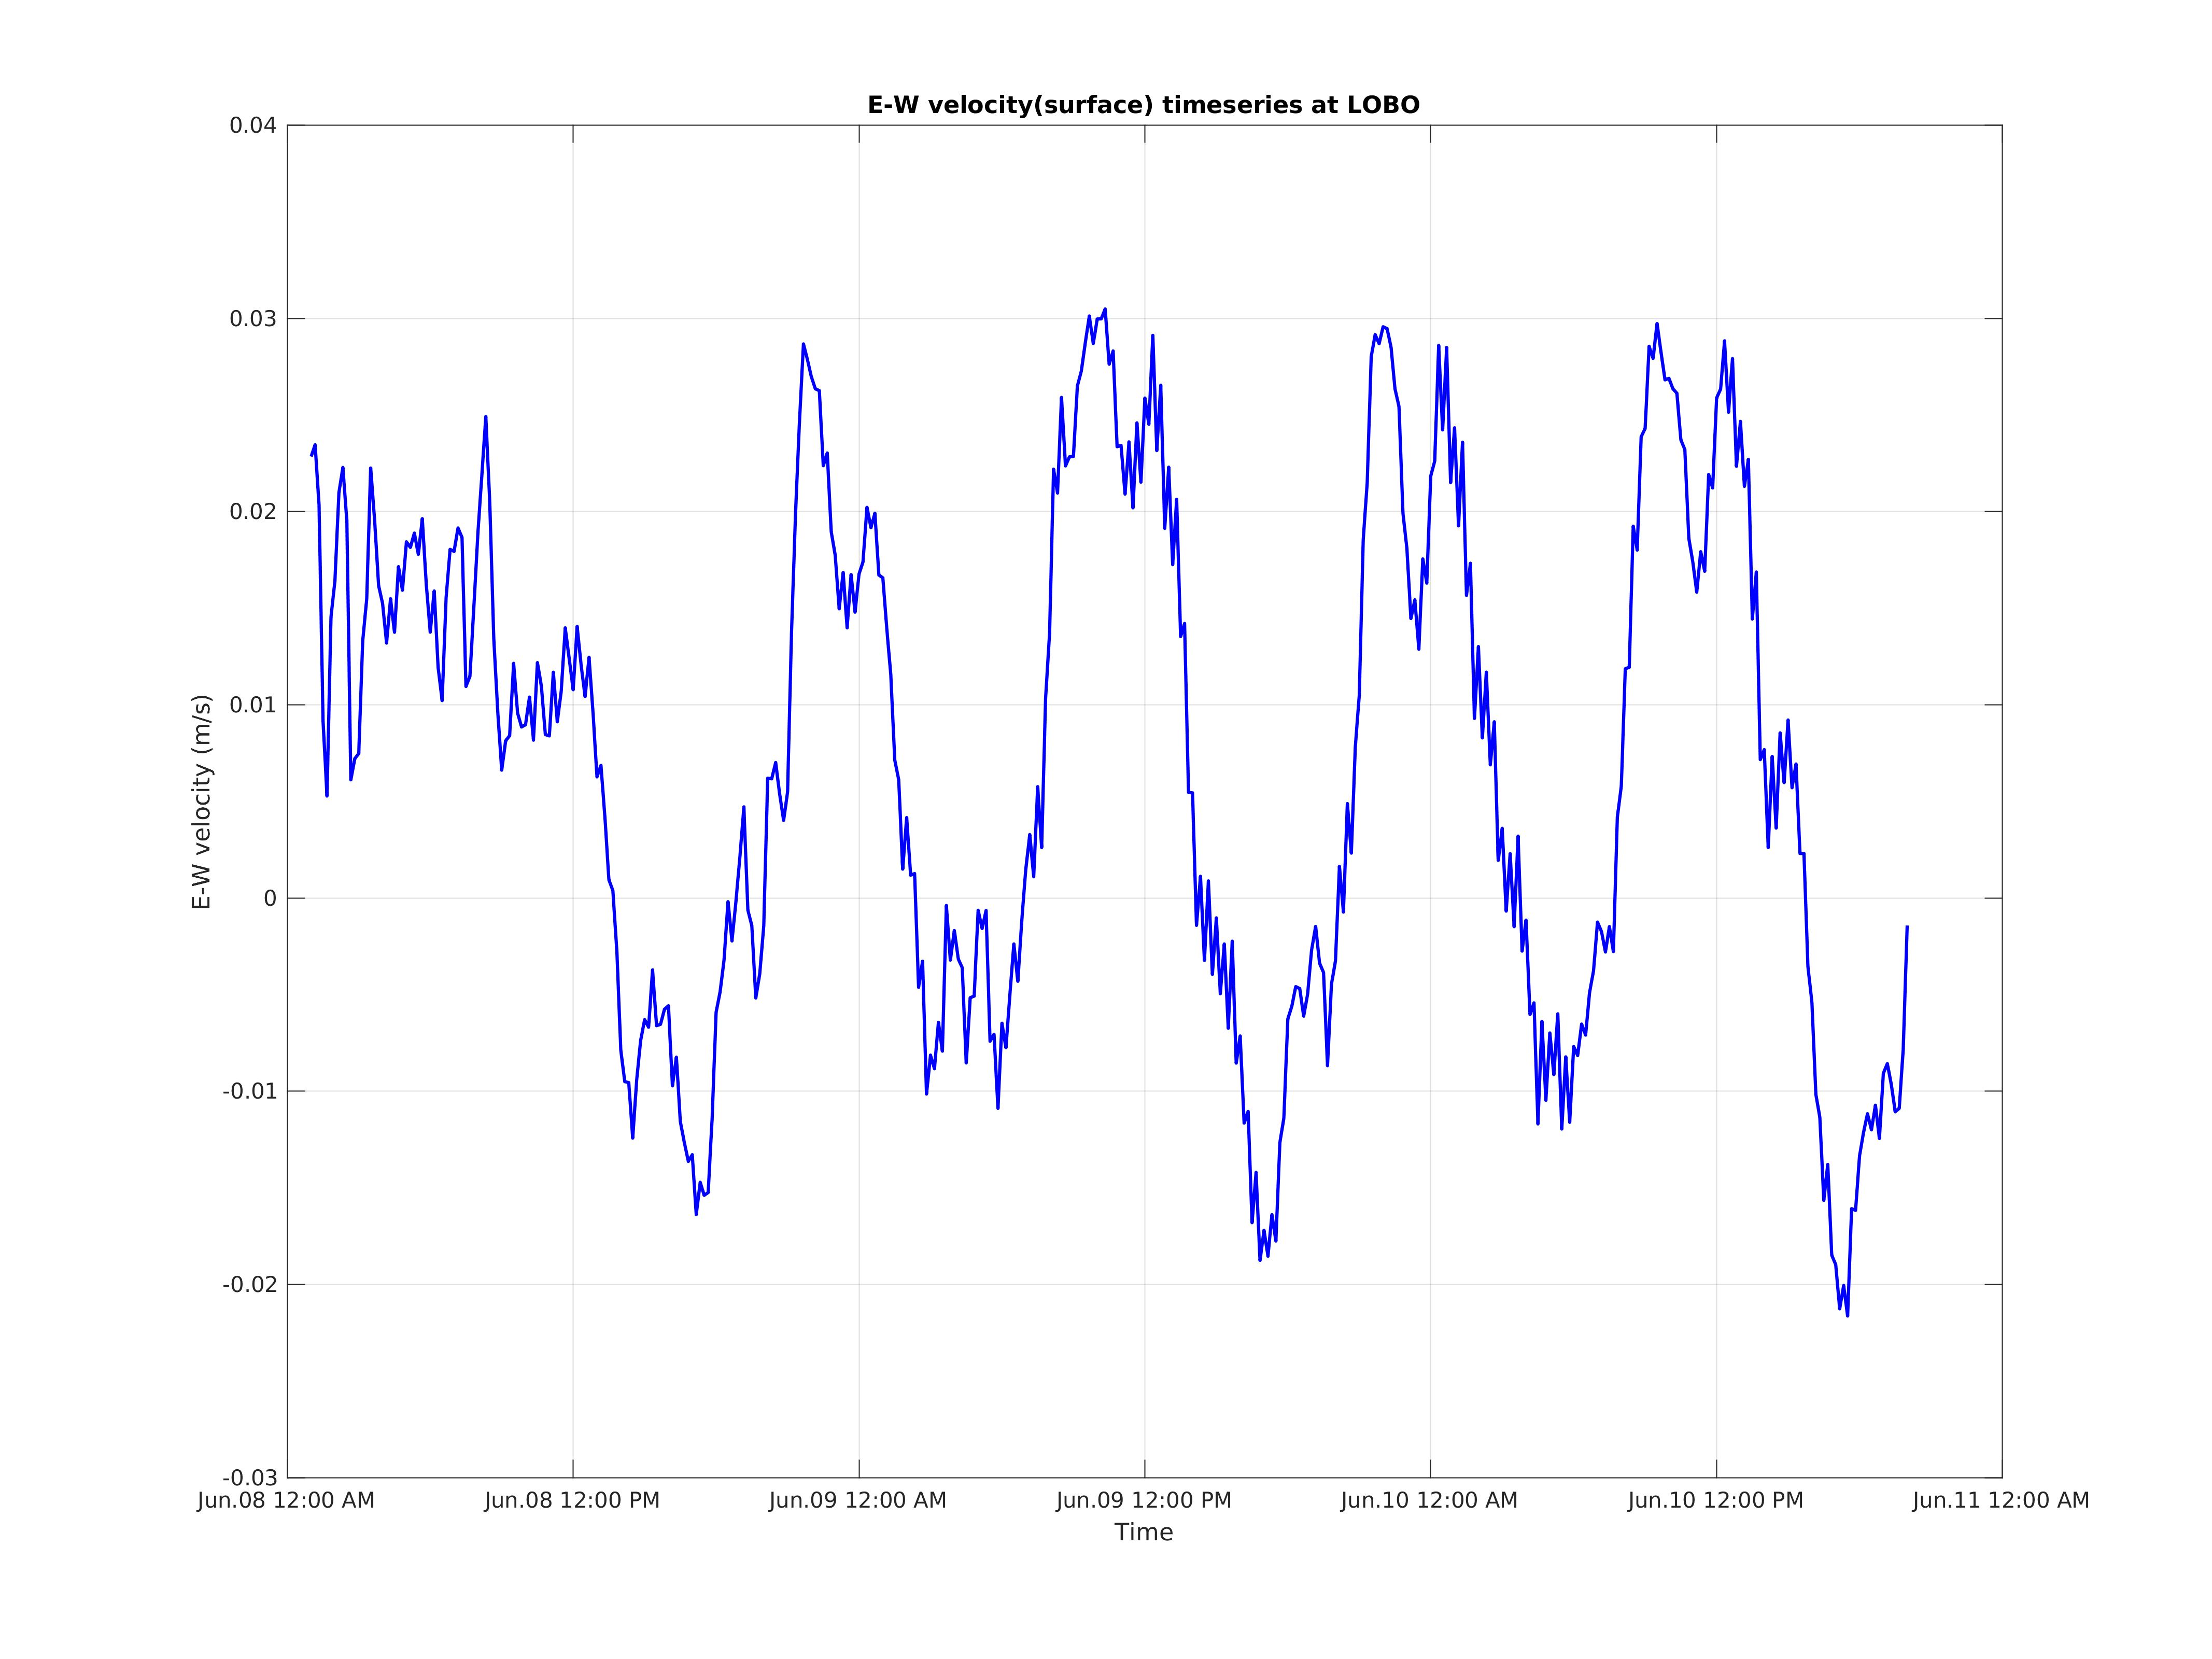 E-W velocity(surface) timeseries at LOBO
0.04
0.03
0.02
0.01
0
-0.01
-0.02
-0.03
E-W velocity (m/s)
Jun.08 12:00 AM Jun.08 12:00 PM Jun.09 12:00 AM Jun.09 12:00 PM Jun.10 12:00 AM Jun.10 12:00 PM Jun.11 12:00 AM
Time